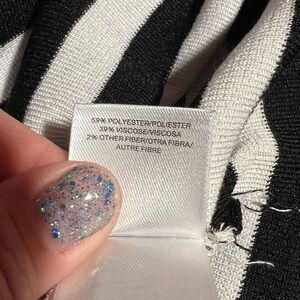 59% POLYESTER/POLIESTER
39% VISCOSE/VISCOSA
2% OTHER FIBER/OTRA FIBRA/
AUTRE FIBRE